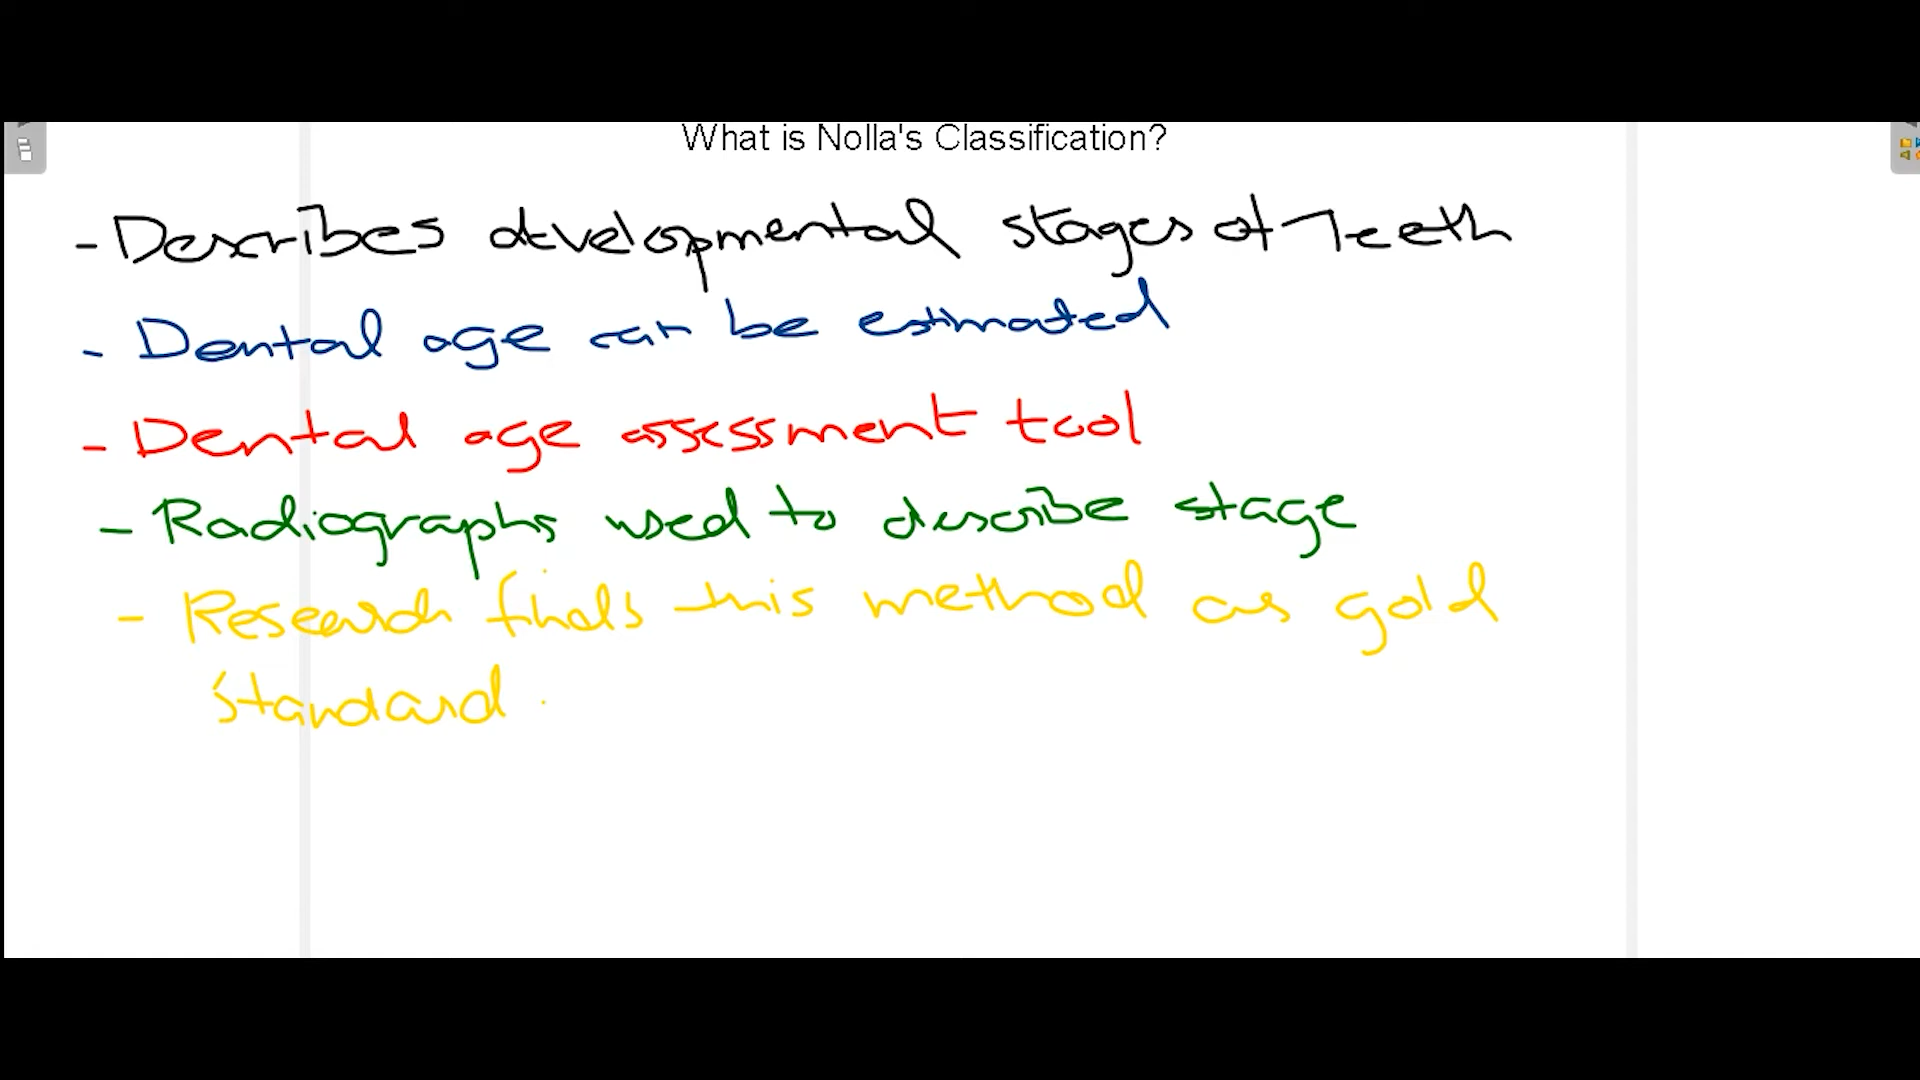 What is Nolla's Classification?
- Describes developmental stages of Teeth
- Dental age can be estimated
- Dental age assessment tool
- Radiographs used to describe stage
- Research finds this method as gold
standard.